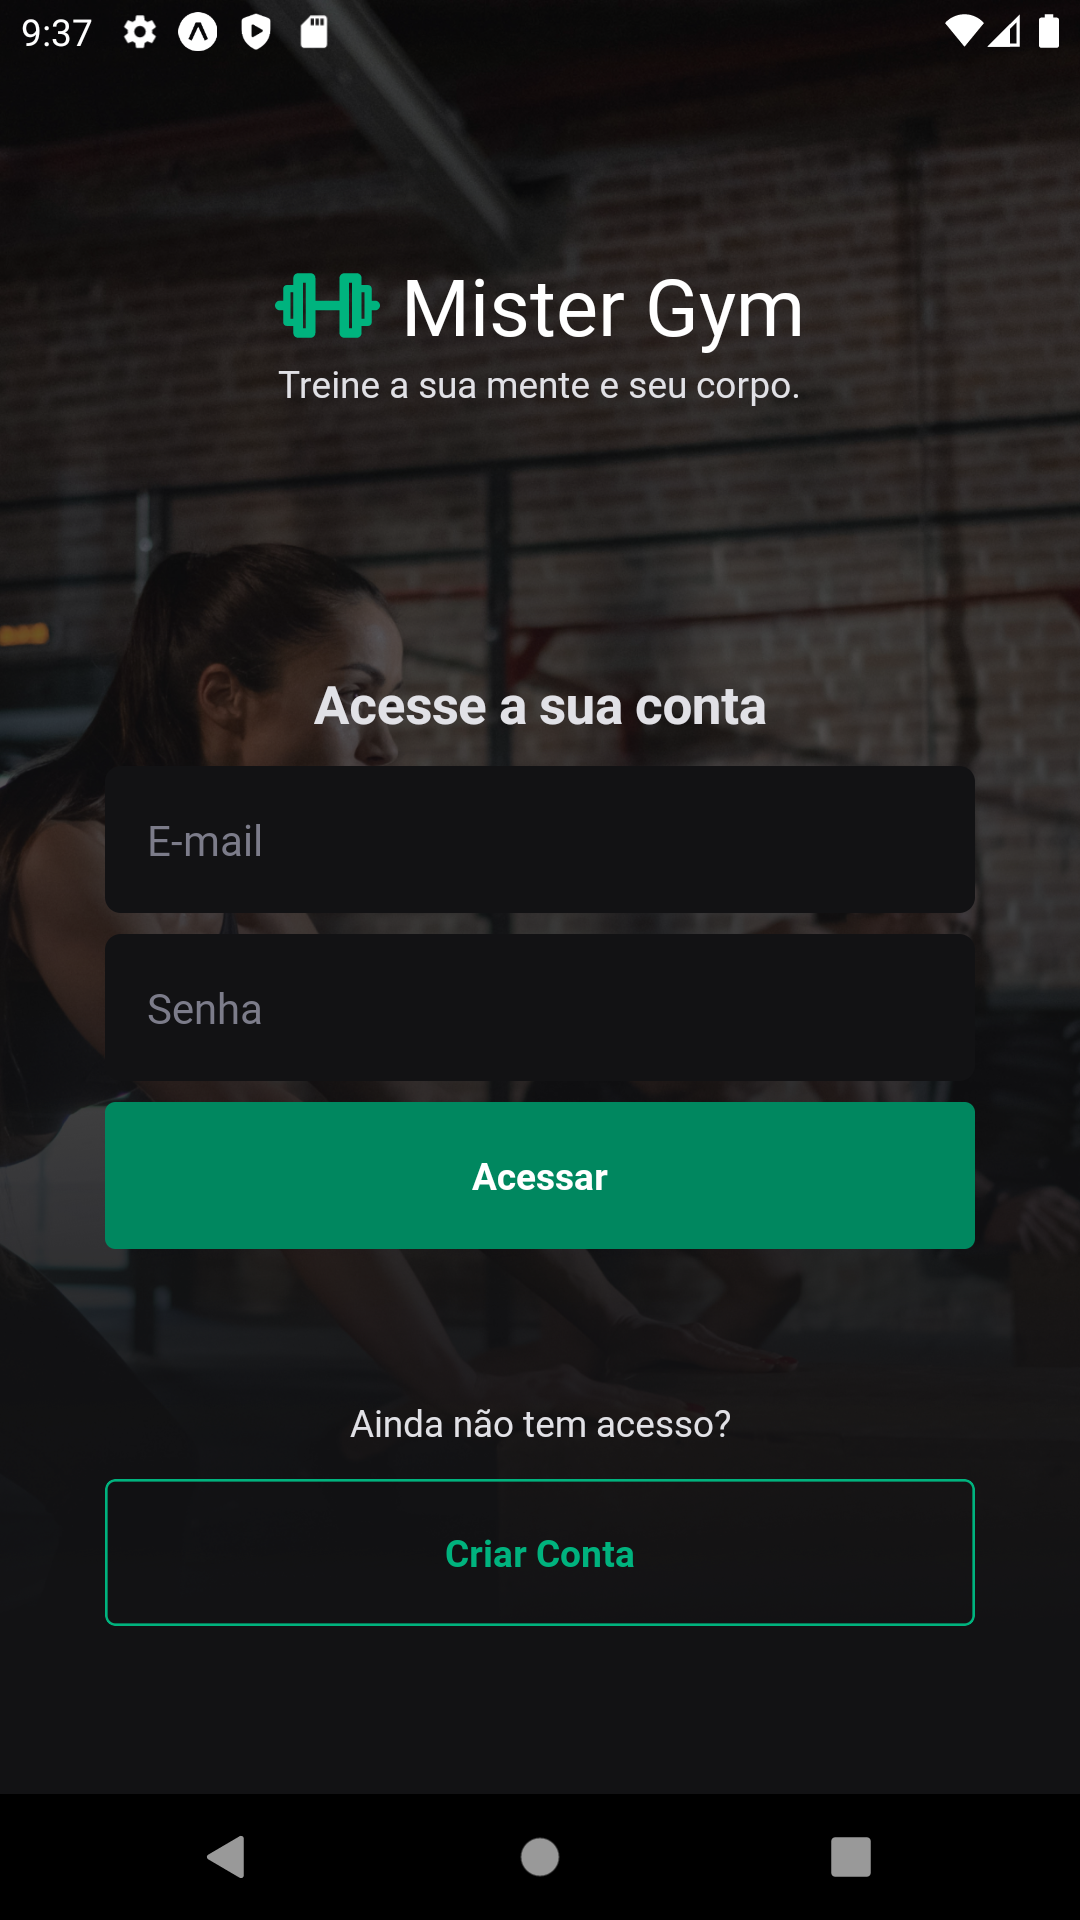 9:37
Mister Gym
Treine a sua mente e seu corpo.
Acesse a sua conta
E-mail
Senha
Acessar
Ainda não tem acesso?
Criar Conta